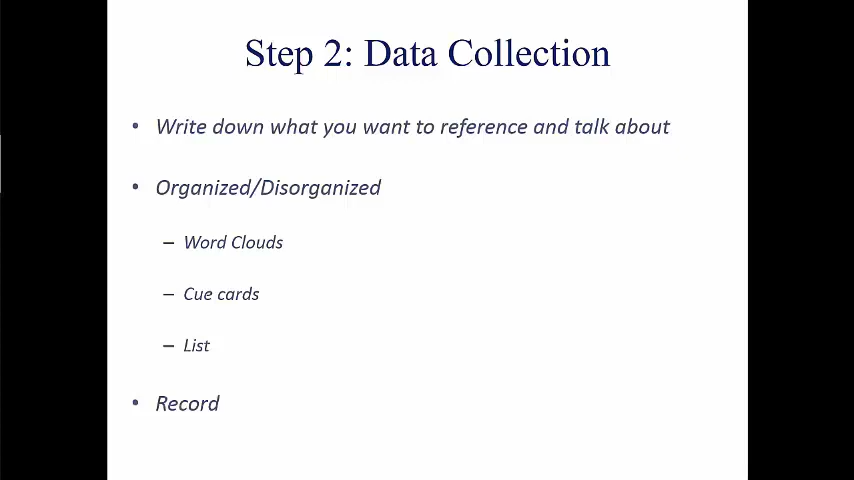 Step 2: Data Collection
• Write down what you want to reference and talk about
• Organized/Disorganized
– Word Clouds
– Cue cards
– List
• Record